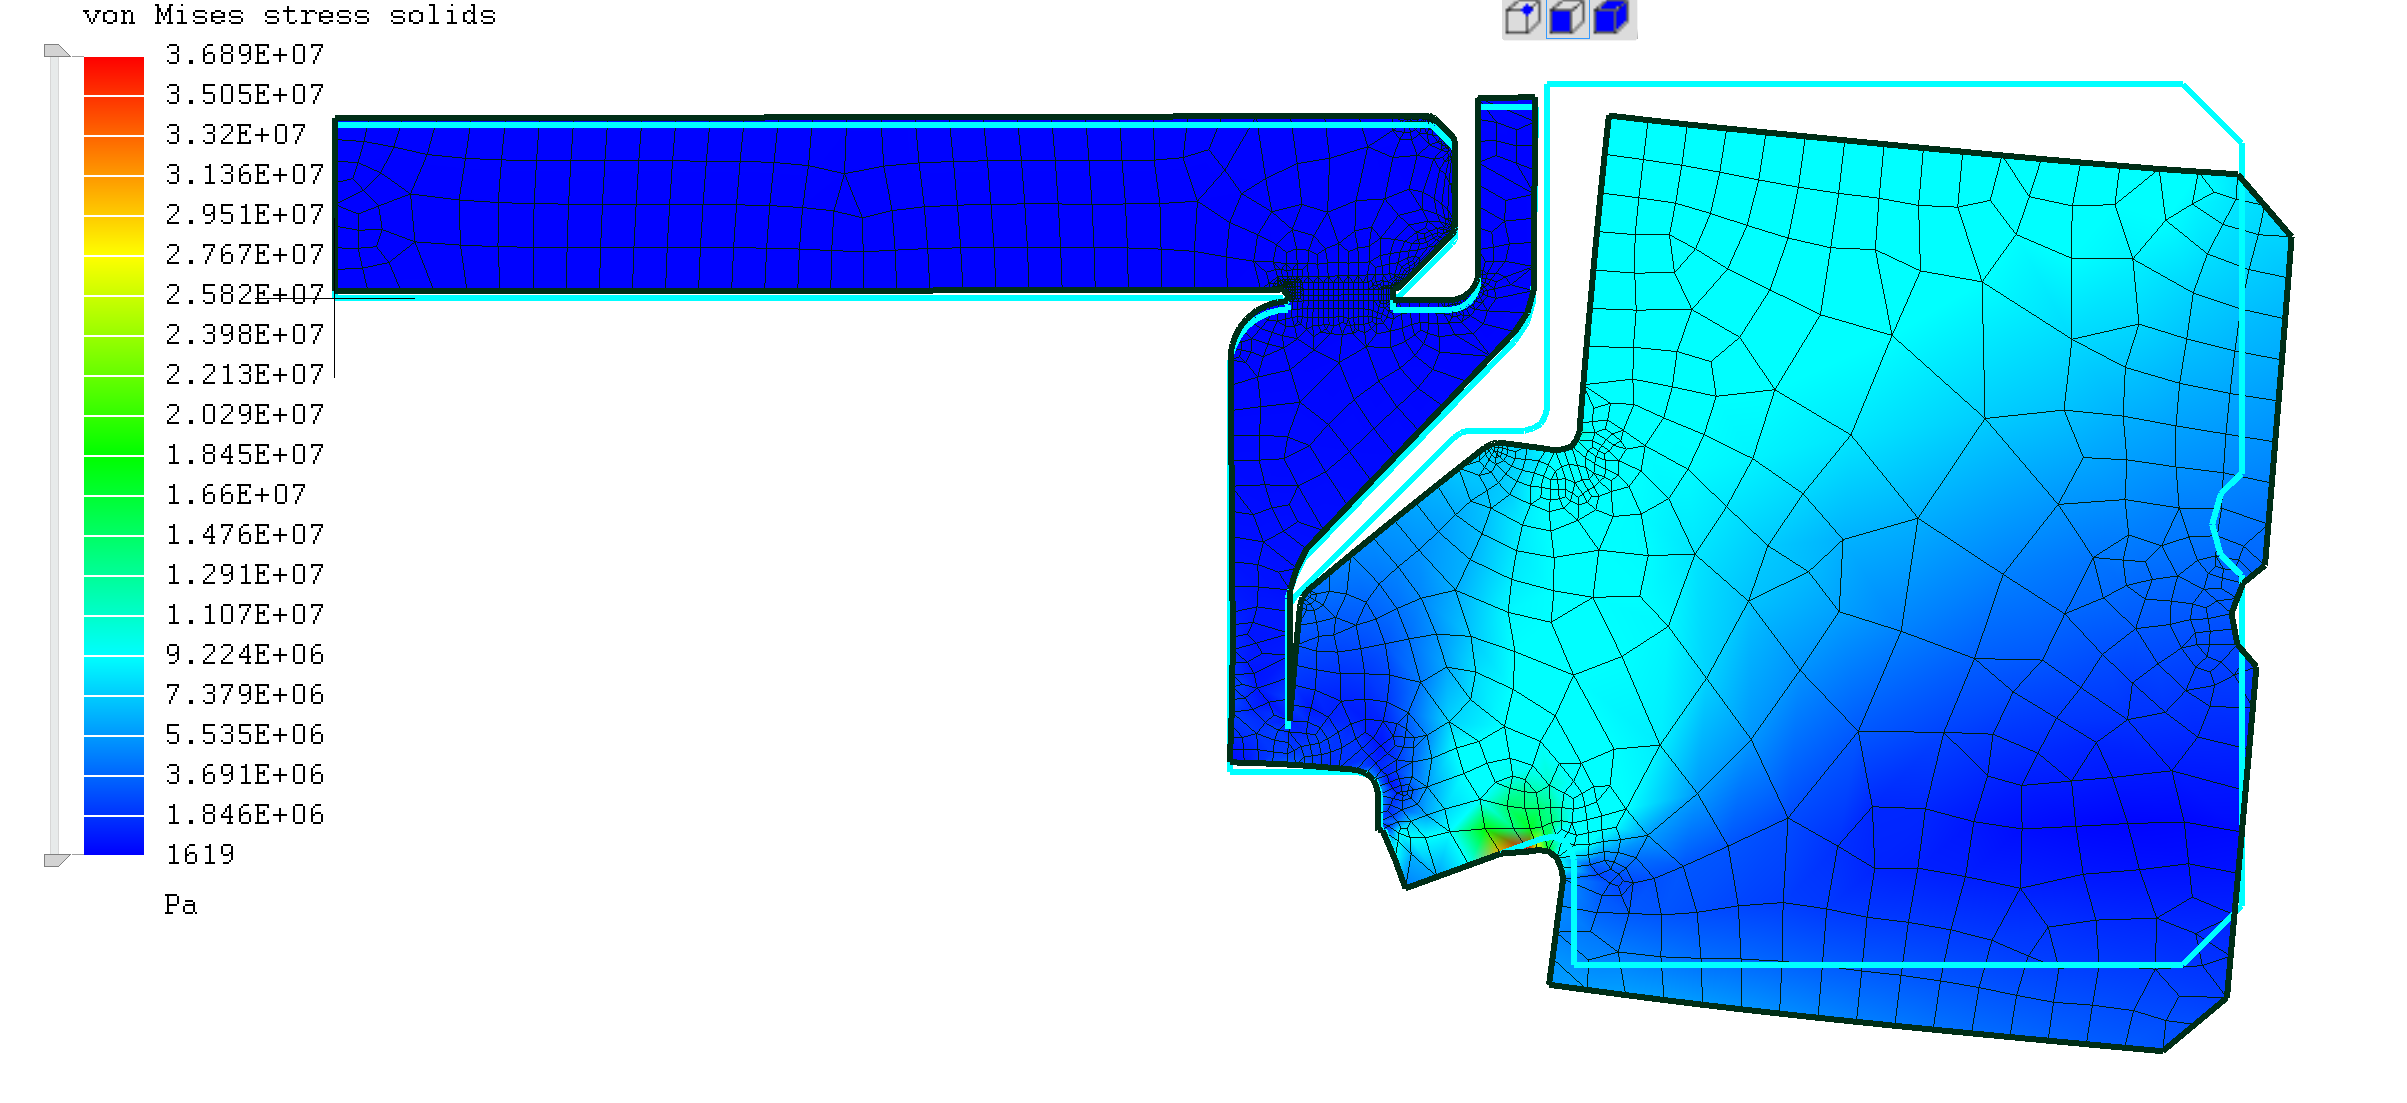 von Mises stress solids
3.689E+07
3.505E+07
3.32E+07
3.136E+07
2.951E+07
2.767E+07
2.582E+07
2.398E+07
2.213E+07
2.029E+07
1.845E+07
1.66E+07
1.476E+07
1.291E+07
1.107E+07
9.224E+06
7.379E+06
5.535E+06
3.691E+06
1.846E+06
1619
Pa